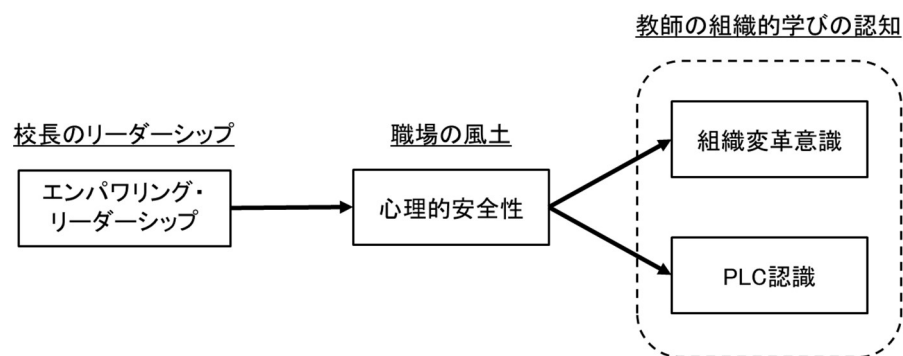 教師の組織的学びの認知
校長のリーダーシップ
職場の風土
組織変革意識
エンパワリング・
リーダーシップ
心理的安全性
PLC認識